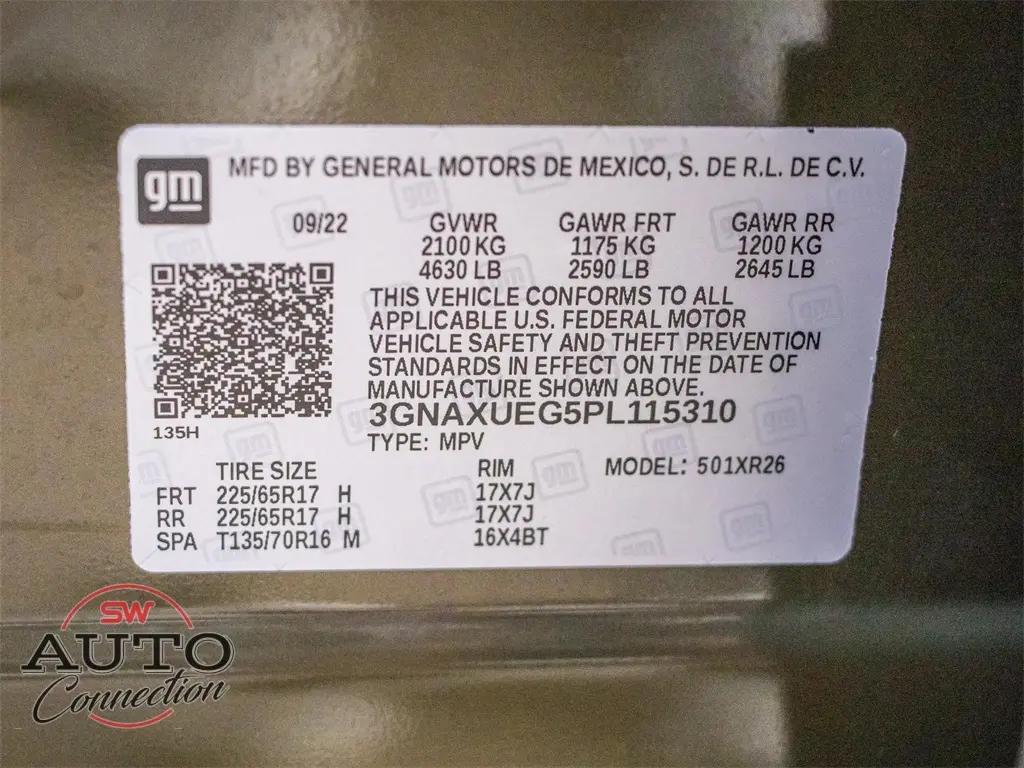 gm
MFD BY GENERAL MOTORS DE MEXICO, S. DE R.L. DE C.V.
09/22 GVWR GAWR FRT GAWR RR
2100 KG 1175 KG 1200 KG
4630 LB 2590 LB 2645 LB
THIS VEHICLE CONFORMS TO ALL
APPLICABLE U.S. FEDERAL MOTOR
VEHICLE SAFETY AND THEFT PREVENTION
STANDARDS IN EFFECT ON THE DATE OF
MANUFACTURE SHOWN ABOVE.
3GNAXUEG5PL115310
135H
TYPE: MPV
TIRE SIZE RIM MODEL: 501XR26
FRT 225/65R17 H 17X7J
RR 225/65R17 H 17X7J
SPA T135/70R16 M 16X4BT
SW
AUTO
Connection